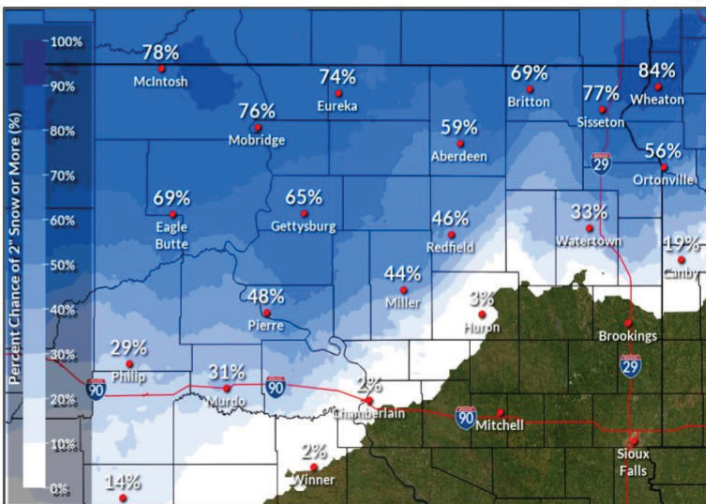 Percent Chance of 2" Snow or More (%)
100%
90%
80%
70%
60%
50%
40%
30%
20%
10%
0%
78%
McIntosh
74%
Eureka
69%
Britton
77%
Sisseton
84%
Wheaton
76%
Mobridge
59%
Aberdeen
56%
Ortonville
29
69%
Eagle
Butte
65%
Gettysburg
46%
Redfield
33%
Watertown
19%
Canby
44%
Miller
48%
Pierre
3%
Huron
Brookings
29%
Philip
31%
Murdo
90
90
2%
Chamberlain
90
Mitchell
29
Sioux
Falls
2%
Winner
14%